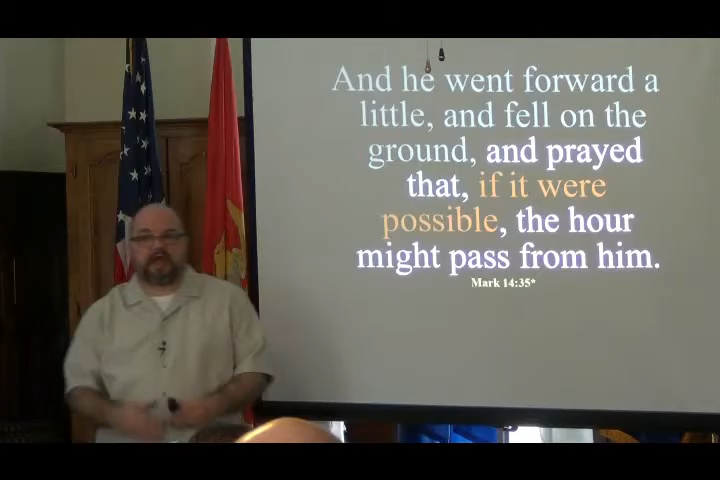 And he went forward a
little, and fell on the
ground, and prayed
that, if it were
possible, the hour
might pass from him.
Mark 14:35*